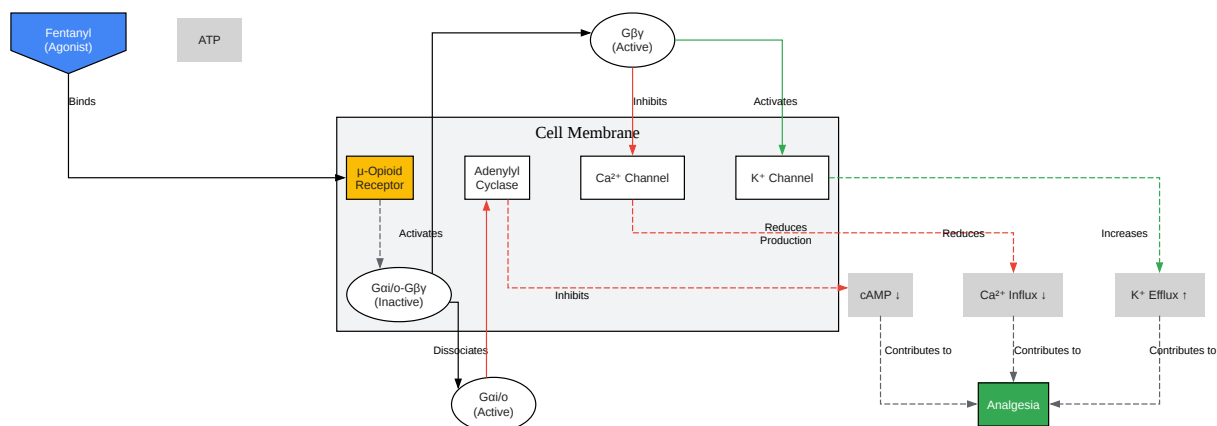 Fentanyl
(Agonist)
ATP
Gβγ
(Active)
Binds
Inhibits
Activates
Cell Membrane
μ-Opioid
Receptor
Adenylyl
Cyclase
Ca²⁺ Channel
K⁺ Channel
Activates
Reduces
Production
Reduces
Increases
Gαi/o-Gβγ
(Inactive)
Inhibits
cAMP ↓
Ca²⁺ Influx ↓
K⁺ Efflux ↑
Dissociates
Contributes to
Contributes to
Contributes to
Gαi/o
(Active)
Analgesia